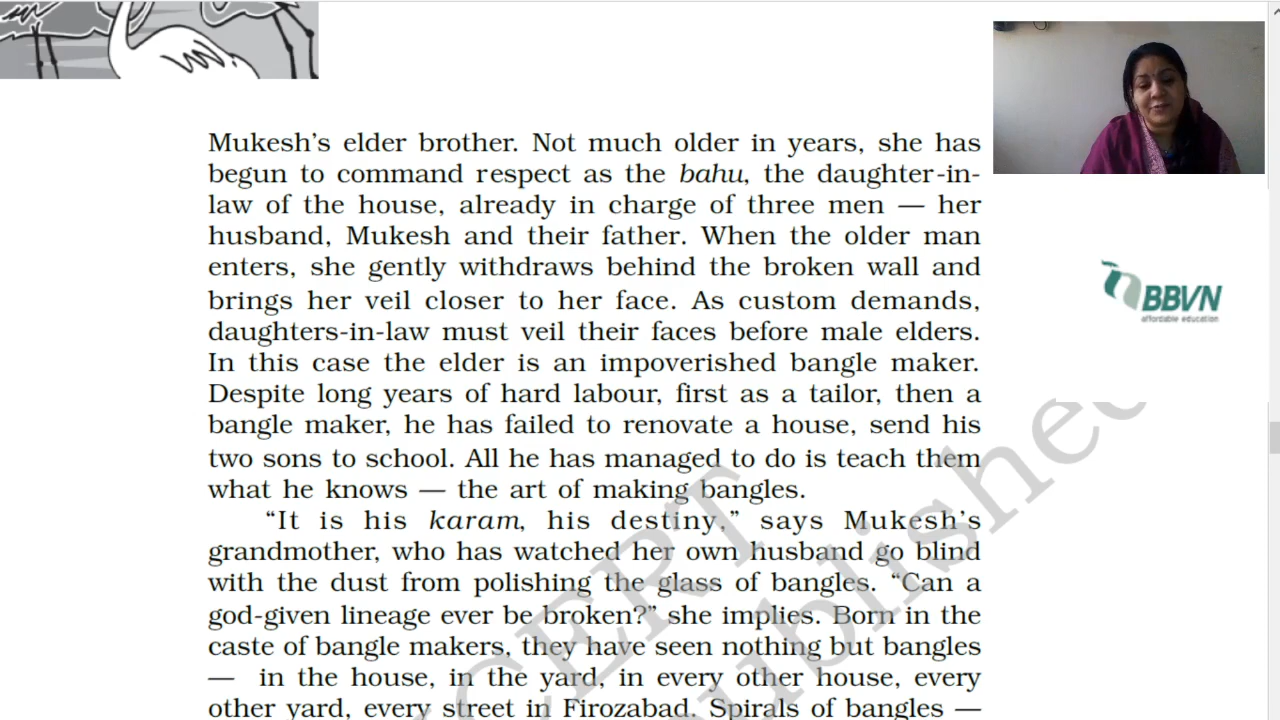 Mukesh's elder brother. Not much older in years, she has
begun to command respect as the bahu, the daughter-in-
law of the house, already in charge of three men — her
husband, Mukesh and their father. When the older man
enters, she gently withdraws behind the broken wall and
brings her veil closer to her face. As custom demands,
daughters-in-law must veil their faces before male elders.
In this case the elder is an impoverished bangle maker.
Despite long years of hard labour, first as a tailor, then a
bangle maker, he has failed to renovate a house, send his
two sons to school. All he has managed to do is teach them
what he knows — the art of making bangles.
“It is his karam, his destiny,” says Mukesh's
grandmother, who has watched her own husband go blind
with the dust from polishing the glass of bangles. “Can a
god-given lineage ever be broken?” she implies. Born in the
caste of bangle makers, they have seen nothing but bangles
— in the house, in the yard, in every other house, every
other yard, every street in Firozabad. Spirals of bangles —
BBVN
affordable education